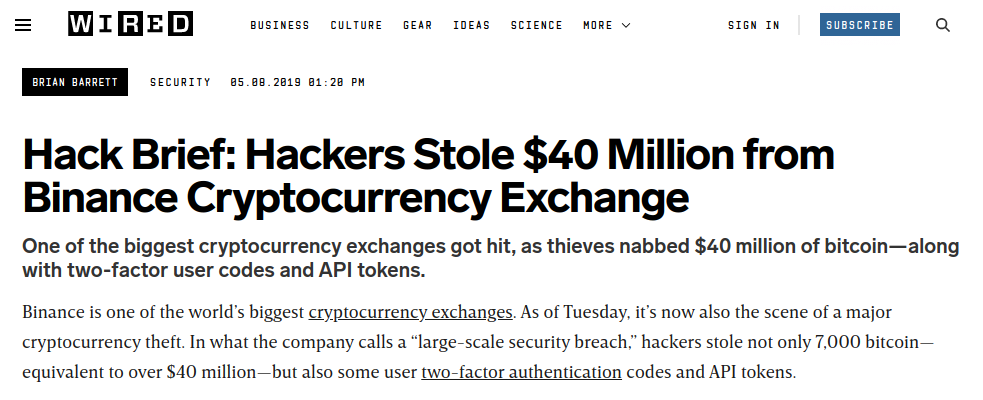 WIRED
BUSINESS CULTURE GEAR IDEAS SCIENCE MORE SIGN IN SUBSCRIBE
BRIAN BARRETT SECURITY 05.08.2019 01:20 PM
Hack Brief: Hackers Stole $40 Million from
Binance Cryptocurrency Exchange
One of the biggest cryptocurrency exchanges got hit, as thieves nabbed $40 million of bitcoin—along
with two-factor user codes and API tokens.
Binance is one of the world’s biggest cryptocurrency exchanges. As of Tuesday, it’s now also the scene of a major
cryptocurrency theft. In what the company calls a “large-scale security breach,” hackers stole not only 7,000 bitcoin—
equivalent to over $40 million—but also some user two-factor authentication codes and API tokens.